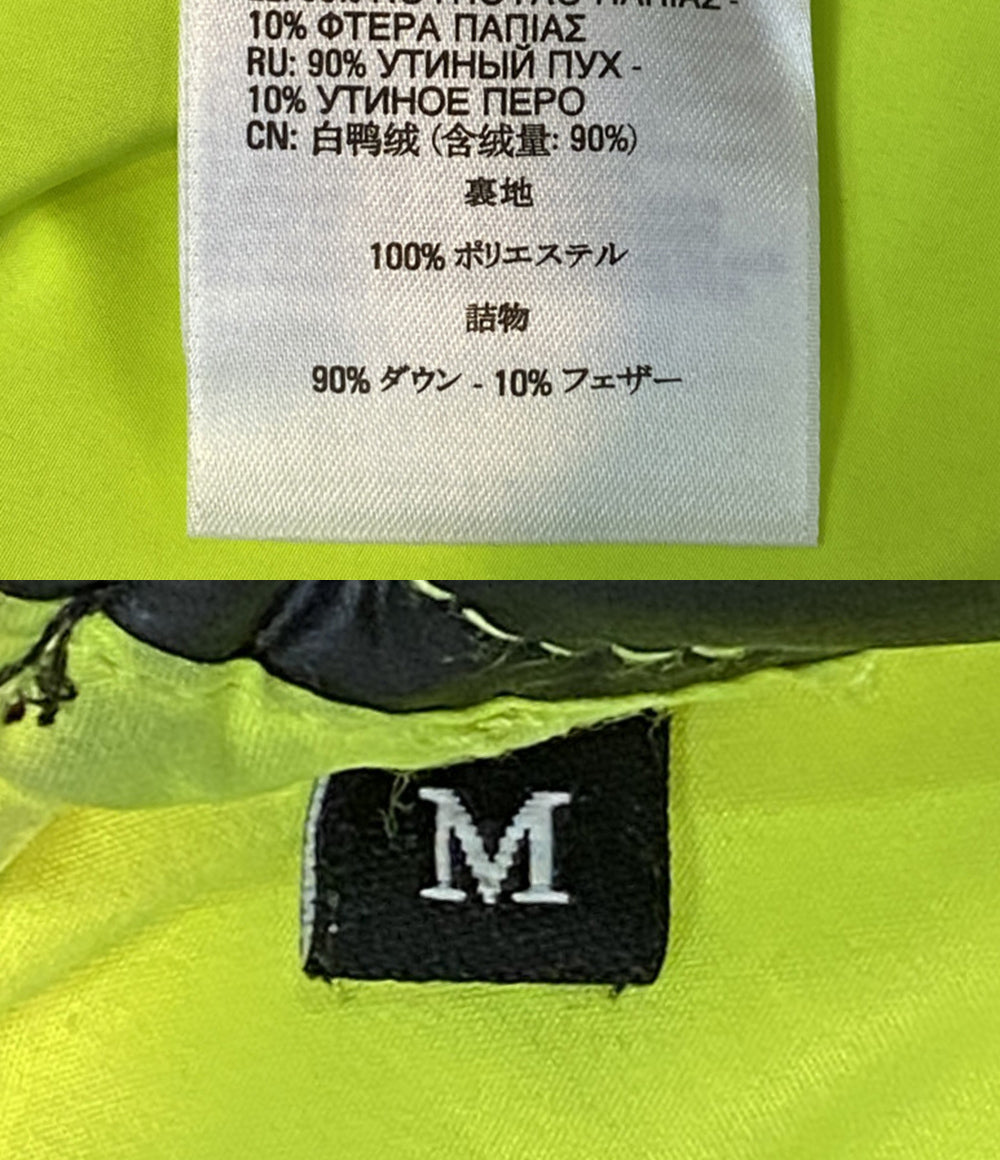 10% ΦΤΕΡΑ ΠΑΠΙΑΣ
RU: 90% УТИНЫЙ ПУХ -
10% УТИНОЕ ПЕРО
CN: 白鸭绒 (含绒量: 90%)
裏地
100% ポリエステル
詰物
90% ダウン - 10% フェザー
M